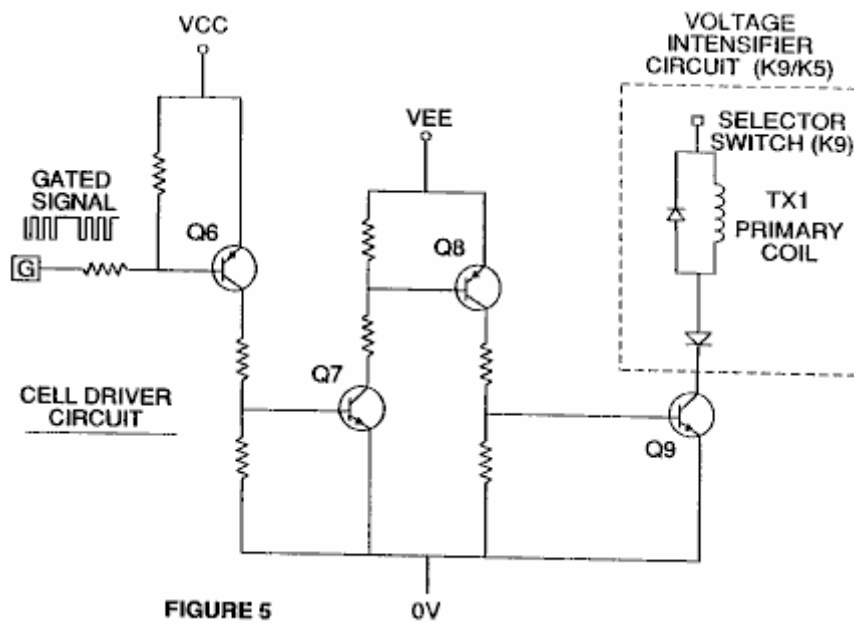 VCC
VOLTAGE
INTENSIFIER
CIRCUIT (K9/K5)
VEE
SELECTOR
SWITCH (K9)
GATED
SIGNAL
TX1
PRIMARY
COIL
Q6
Q8
G
Q7
CELL DRIVER
CIRCUIT
Q9
FIGURE 5
0V